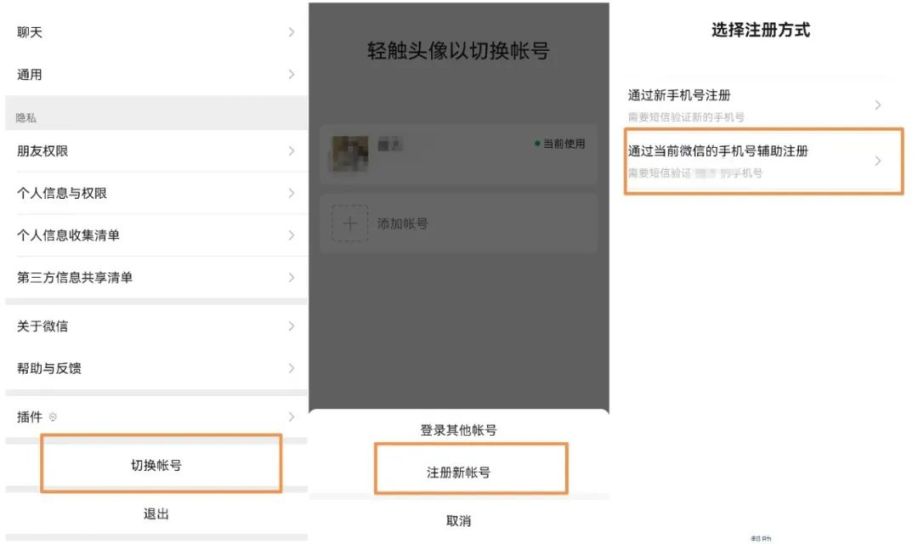 聊天
通用
隐私
朋友权限
个人信息与权限
个人信息收集清单
第三方信息共享清单
关于微信
帮助与反馈
插件
切换帐号
退出
轻触头像以切换帐号
当前使用
添加帐号
登录其他帐号
注册新帐号
取消
选择注册方式
通过新手机号注册
需要短信验证新的手机号
通过当前微信的手机号辅助注册
需要短信验证 的手机号